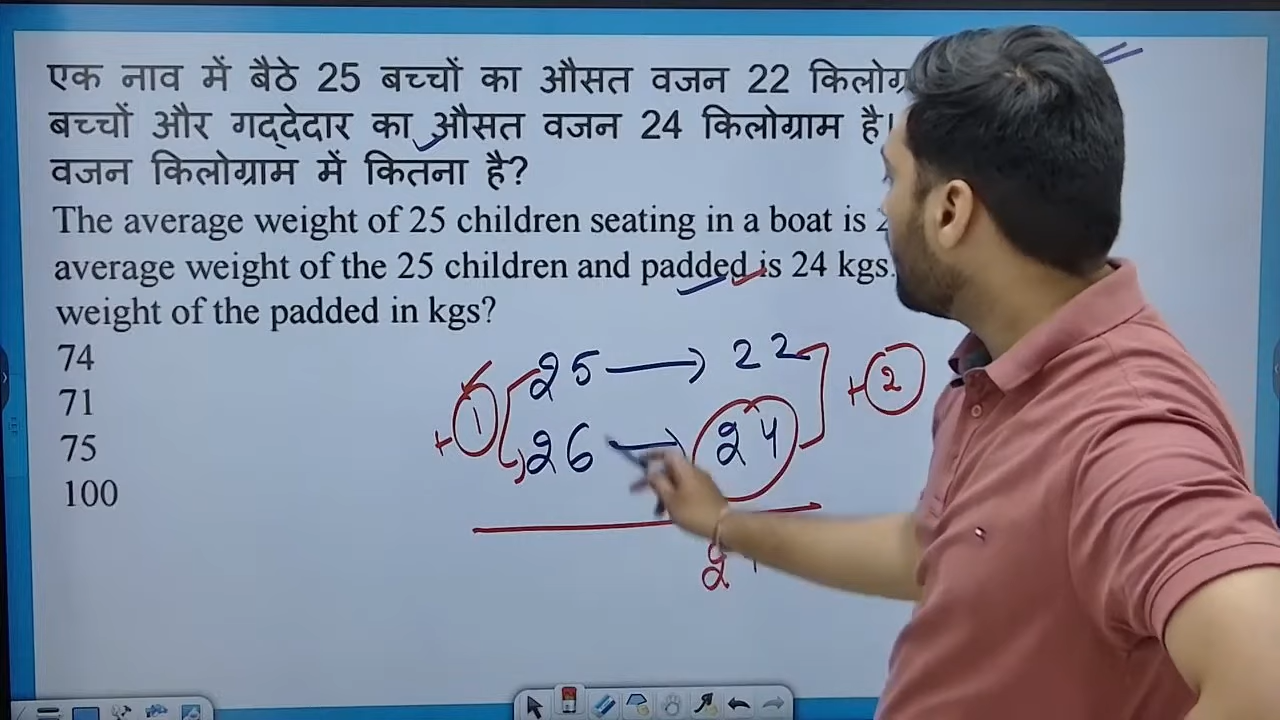 एक नाव में बैठे 25 बच्चों का औसत वजन 22
बच्चों और गद्देदार का औसत वजन 24 किलोग्राम है।
वजन किलोग्राम में कितना है?
The average weight of 25 children seating in a boat is
average weight of the 25 children and padded is 24 kgs.
weight of the padded in kgs?
74
71
75
100
25 → 22
+1 +2
26 → 24